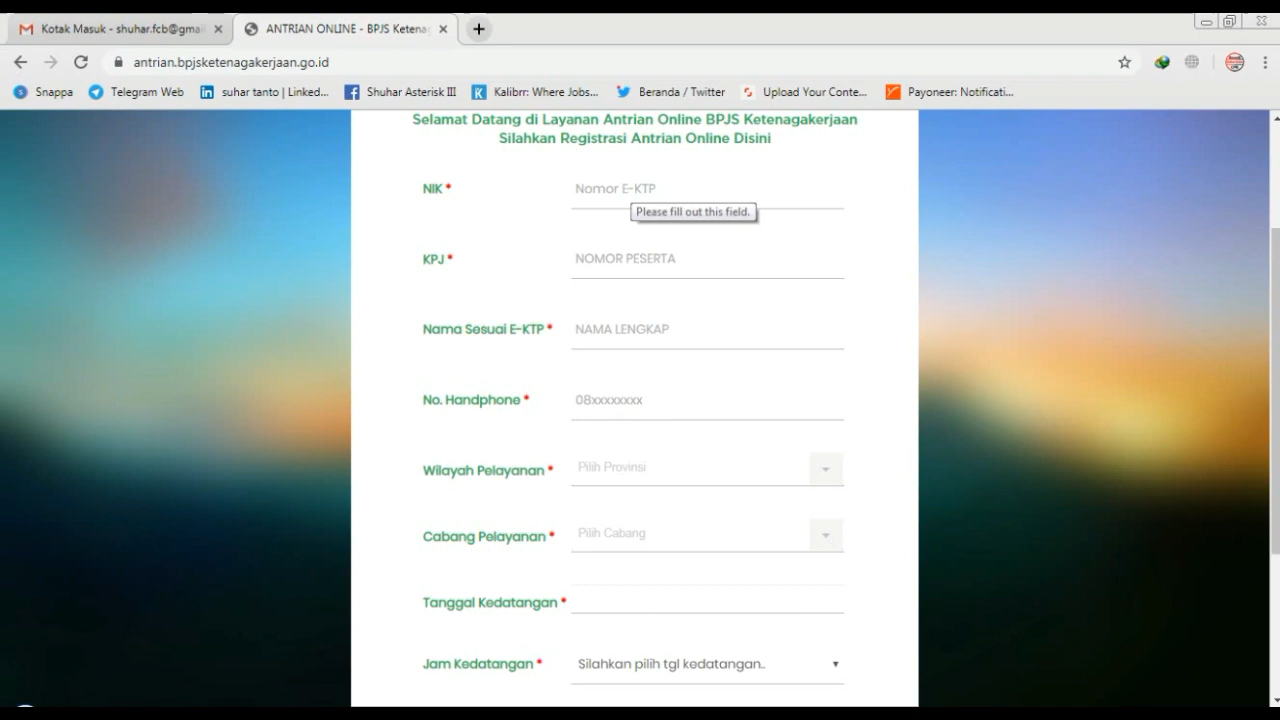 Kotak Masuk - shuhar.fcb@gmai
ANTRIAN ONLINE - BPJS Ketenag
antrian.bpjsketenagakerjaan.go.id
Snappa
Telegram Web
suhar tanto | Linked...
Shuhar Asterisk III
Kalibrr: Where Jobs...
Beranda / Twitter
Upload Your Conte...
Payoneer: Notificati...
Selamat Datang di Layanan Antrian Online BPJS Ketenagakerjaan
Silahkan Registrasi Antrian Online Disini
NIK * Nomor E-KTP
Please fill out this field.
KPJ * NOMOR PESERTA
Nama Sesuai E-KTP * NAMA LENGKAP
No. Handphone * 08xxxxxxxx
Wilayah Pelayanan * Pilih Provinsi
Cabang Pelayanan * Pilih Cabang
Tanggal Kedatangan *
Jam Kedatangan * Silahkan pilih tgl kedatangan..